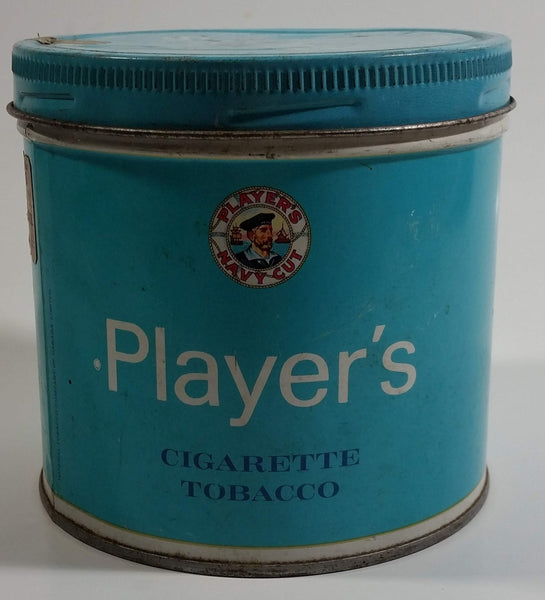 PLAYER'S
NAVY CUT
Player's
CIGARETTE
TOBACCO